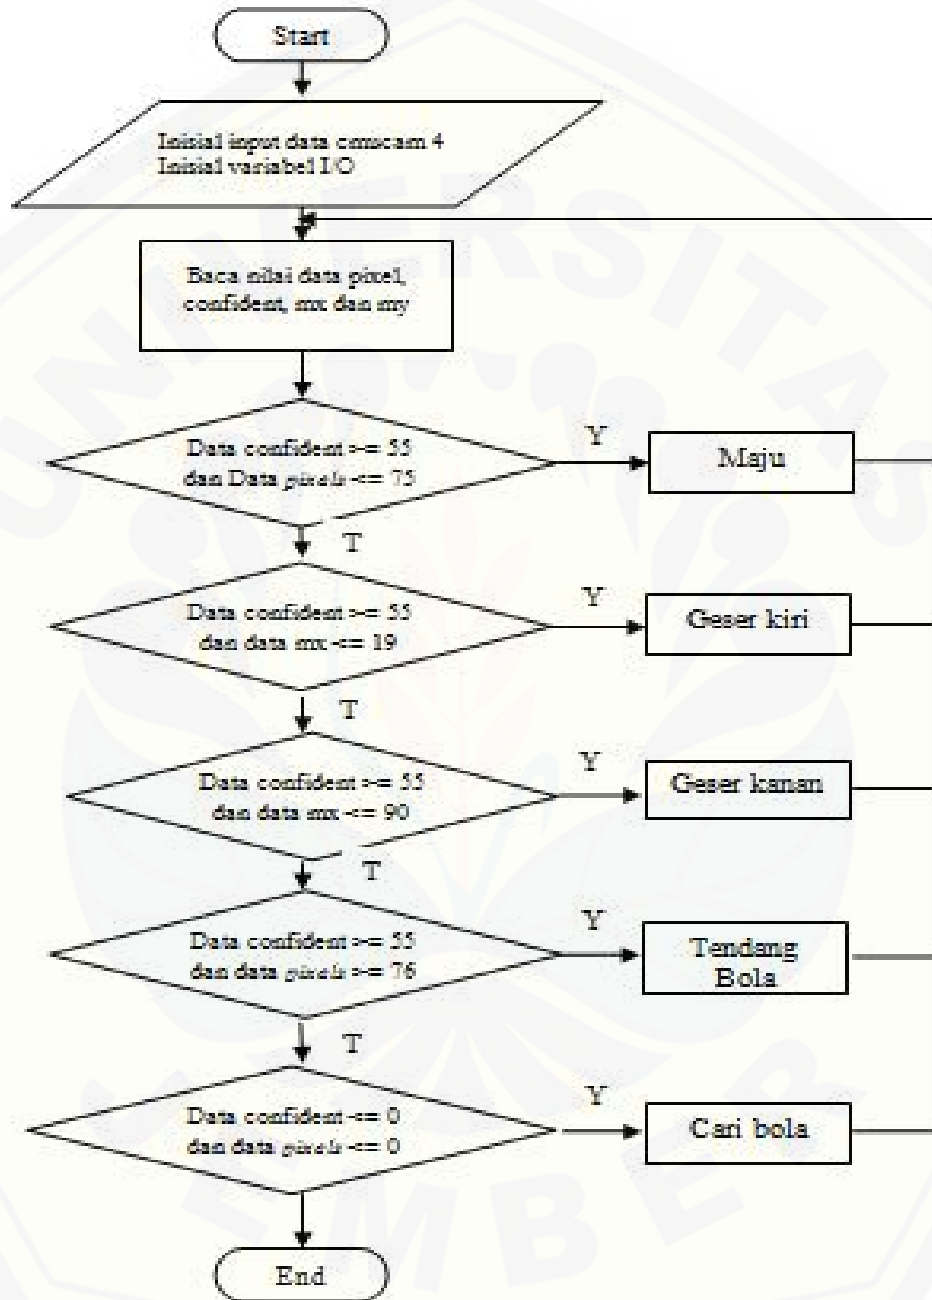 Start
Inisial input data cmucam 4
Inisial variabel I/O
Baca nilai data pixel,
confident, mx dan my
Data confident >= 55
dan Data pixels <= 75
Y
Maju
T
Data confident >= 55
dan data mx <= 19
Y
Geser kiri
T
Data confident >= 55
dan data mx <= 90
Y
Geser kanan
T
Data confident >= 55
dan data pixels >= 76
Y
Tendang
Bola
T
Data confident <= 0
dan data pixels <= 0
Y
Cari bola
End
UNIVERSITAS
JEMBER